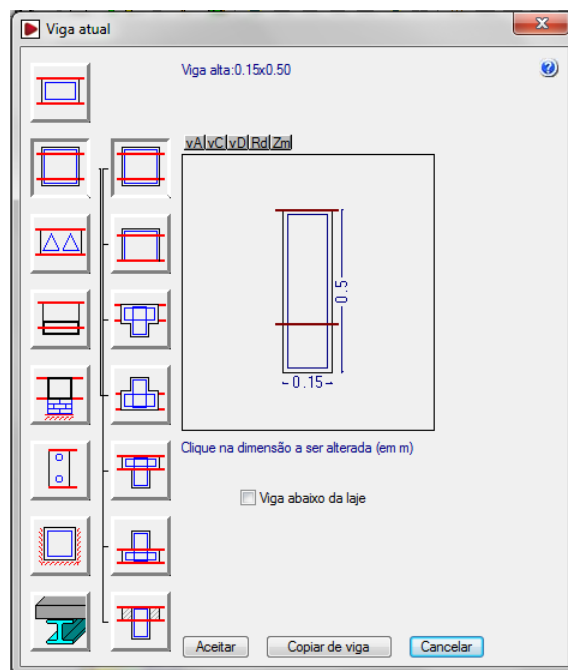 Viga atual
Viga alta:0.15x0.50
vA vC vD Rd Zm
0.5
0.15
Clique na dimensão a ser alterada (em m)
Viga abaixo da laje
Aceitar
Copiar de viga
Cancelar